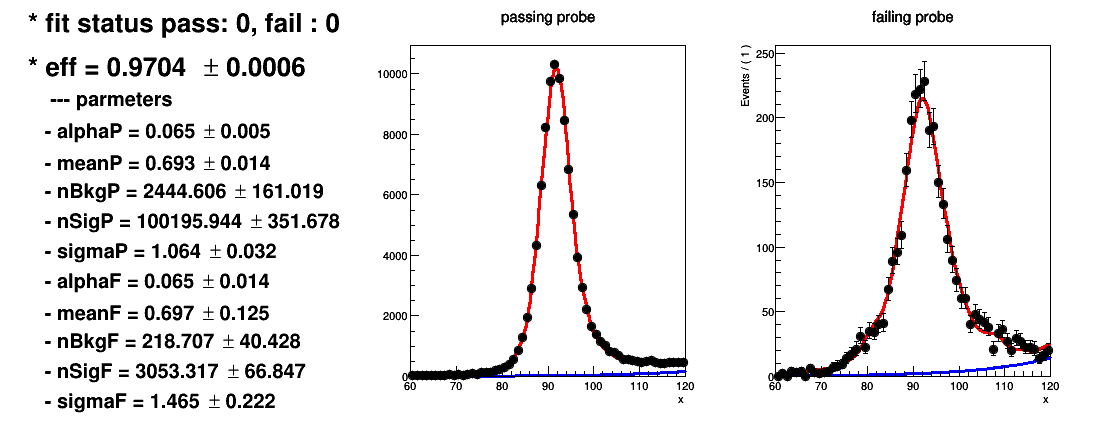 * fit status pass: 0, fail : 0
* eff = 0.9704 ± 0.0006
--- parmeters
- alphaP = 0.065 ± 0.005
- meanP = 0.693 ± 0.014
- nBkgP = 2444.606 ± 161.019
- nSigP = 100195.944 ± 351.678
- sigmaP = 1.064 ± 0.032
- alphaF = 0.065 ± 0.014
- meanF = 0.697 ± 0.125
- nBkgF = 218.707 ± 40.428
- nSigF = 3053.317 ± 66.847
- sigmaF = 1.465 ± 0.222
passing probe
10000
8000
6000
4000
2000
0
60 70 80 90 100 110 120
x
failing probe
Events / ( 1 )
250
200
150
100
50
0
60 70 80 90 100 110 120
x